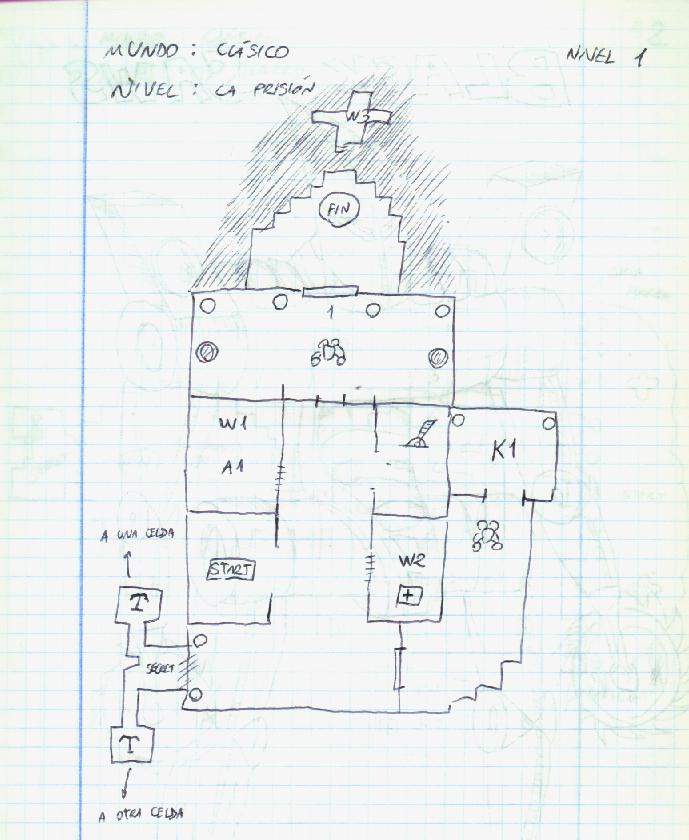 MUNDO: CLÁSICO
NIVEL 1
NIVEL: LA PRISIÓN
W3
FIN
1
W1
A1
K1
A UNA CELDA
START
W2
+
T
SECRET
T
A OTRA CELDA